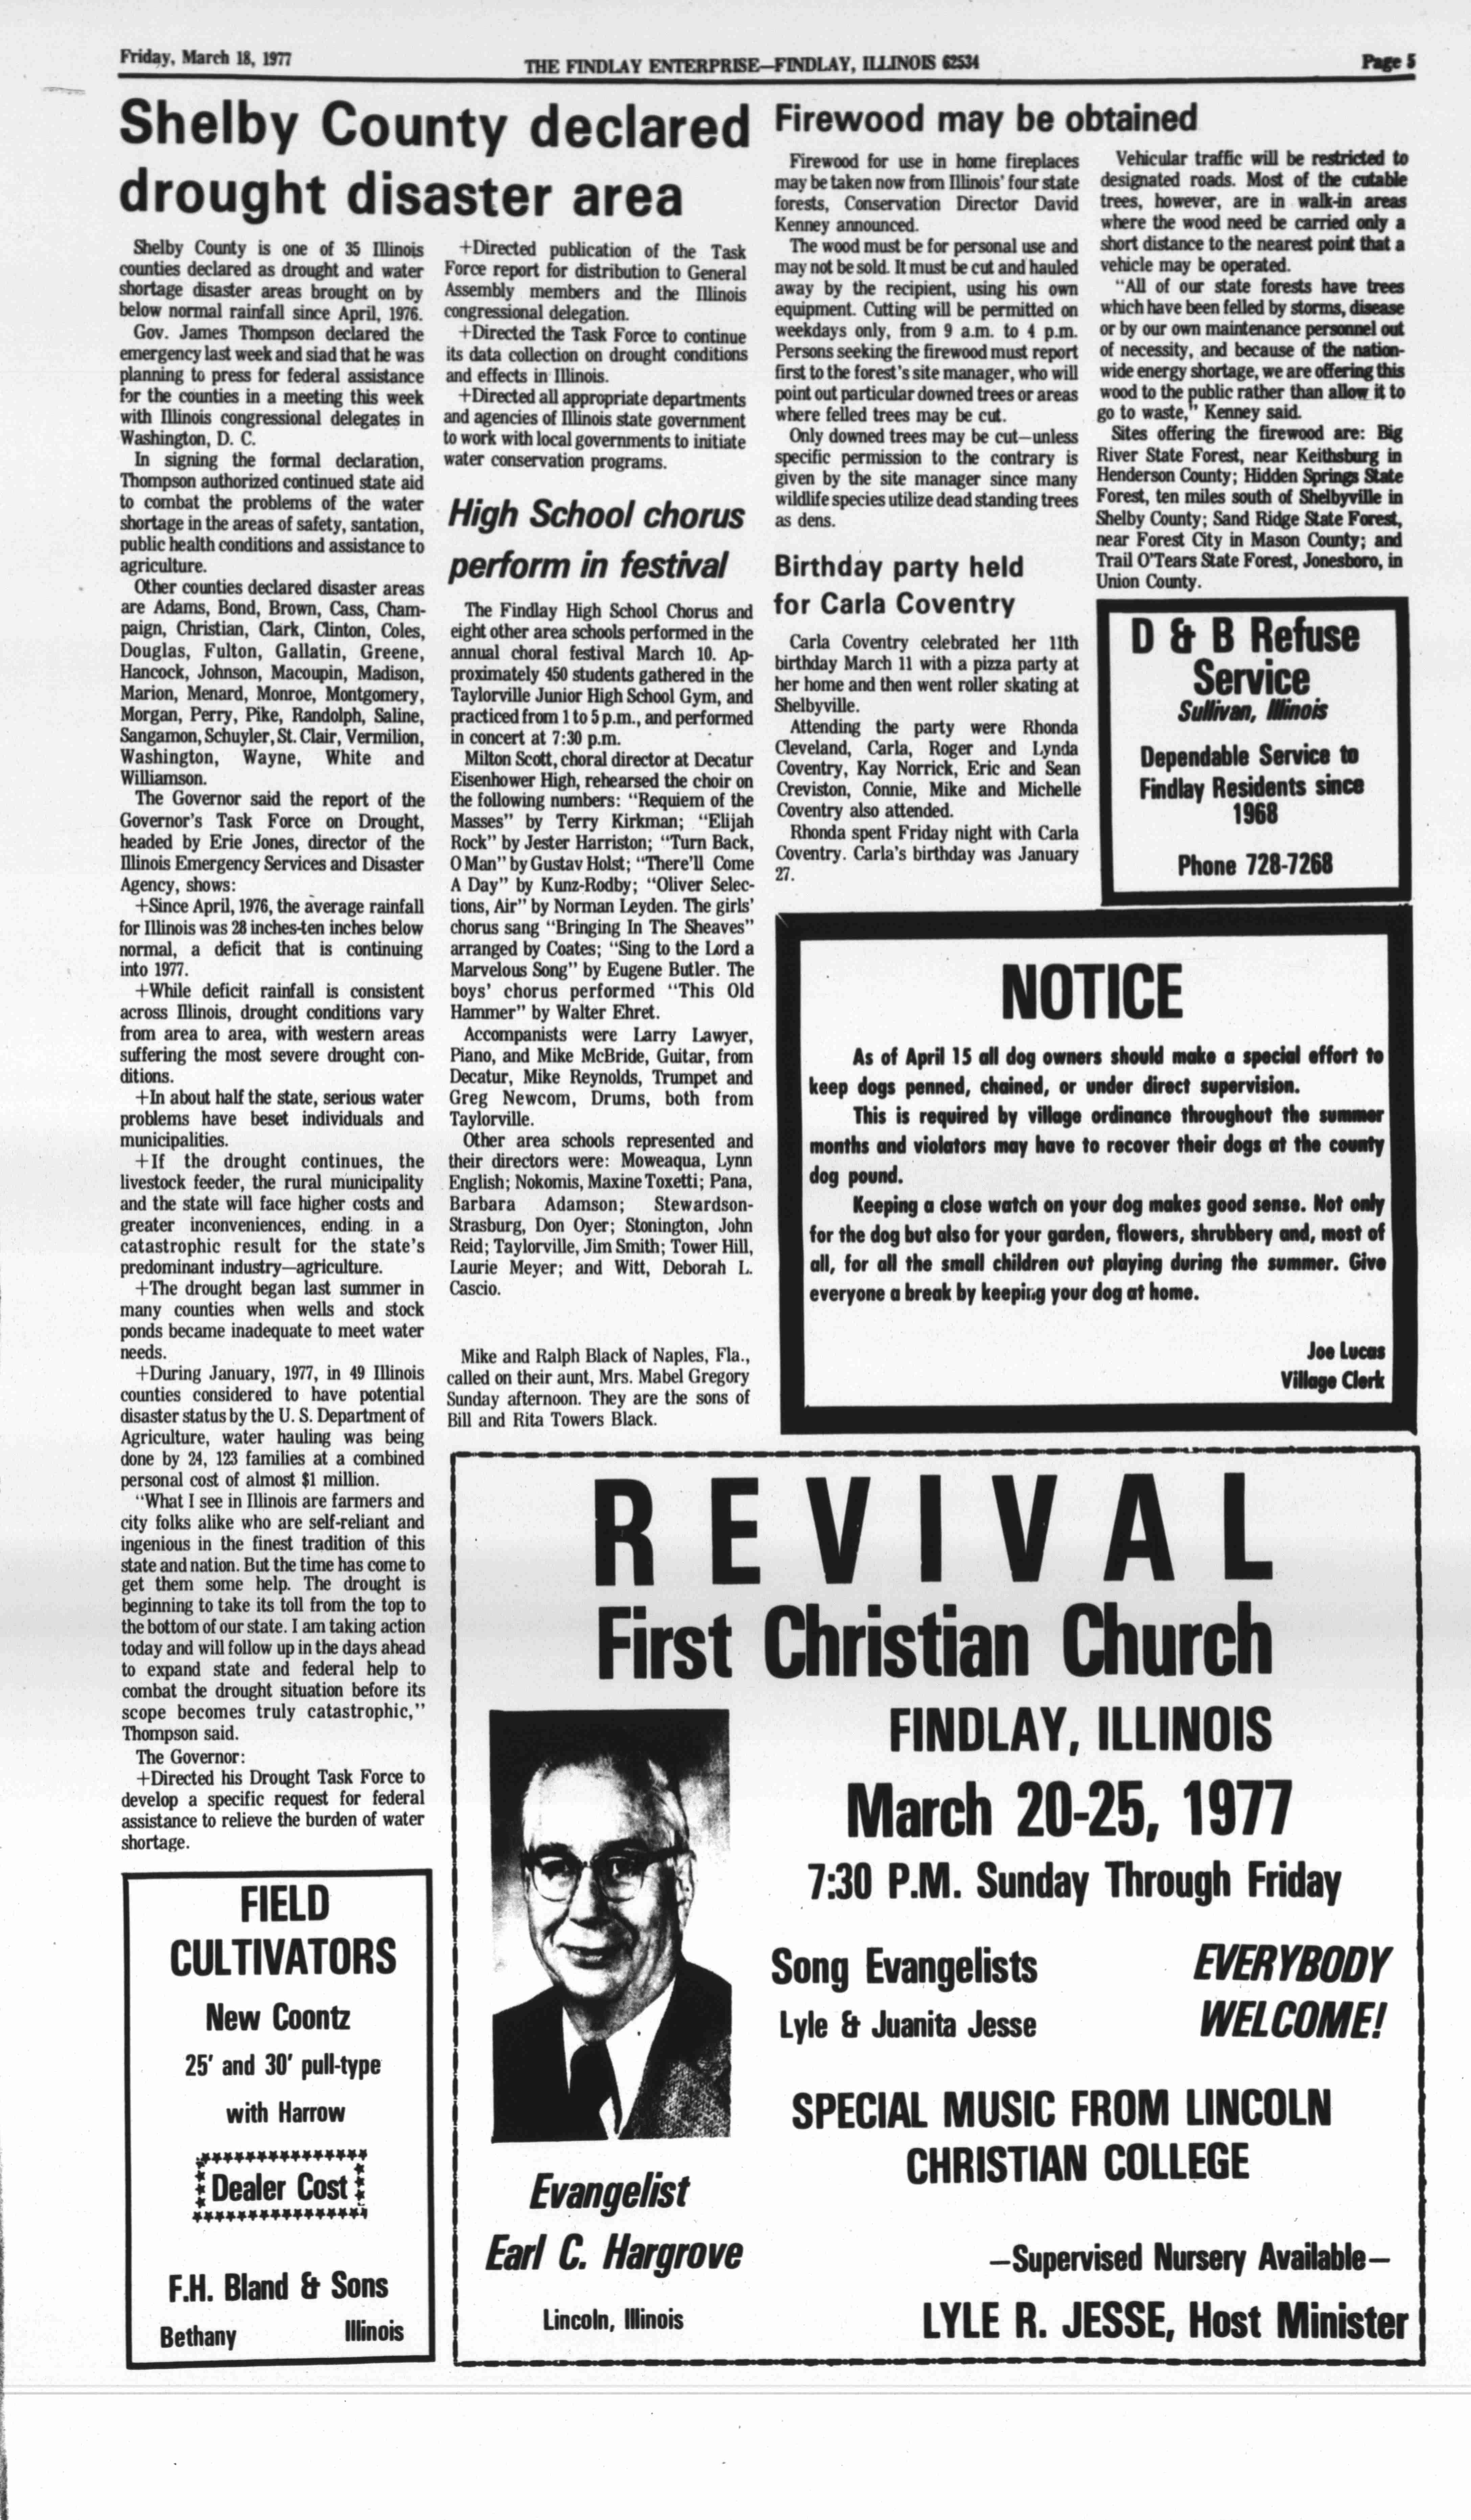 Friday, March 18, 1977
THE FINDLAY ENTERPRISE—FINDLAY, ILLINOIS 62534
Page 5
Shelby County declared
drought disaster area
Shelby County is one of 35 Illinois
counties declared as drought and water
shortage disaster areas brought on by
below normal rainfall since April, 1976.
Gov. James Thompson declared the
emergency last week and siad that he was
planning to press for federal assistance
for the counties in a meeting this week
with Illinois congressional delegates in
Washington, D. C.
In signing the formal declaration,
Thompson authorized continued state aid
to combat the problems of the water
shortage in the areas of safety, santation,
public health conditions and assistance to
agriculture.
Other counties declared disaster areas
are Adams, Bond, Brown, Cass, Cham-
paign, Christian, Clark, Clinton, Coles,
Douglas, Fulton, Gallatin, Greene,
Hancock, Johnson, Macoupin, Madison,
Marion, Menard, Monroe, Montgomery,
Morgan, Perry, Pike, Randolph, Saline,
Sangamon, Schuyler, St. Clair, Vermilion,
Washington, Wayne, White and
Williamson.
The Governor said the report of the
Governor's Task Force on Drought,
headed by Erie Jones, director of the
Illinois Emergency Services and Disaster
Agency, shows:
+Since April, 1976, the average rainfall
for Illinois was 28 inches-ten inches below
normal, a deficit that is continuing
into 1977.
+While deficit rainfall is consistent
across Illinois, drought conditions vary
from area to area, with western areas
suffering the most severe drought con-
ditions.
+In about half the state, serious water
problems have beset individuals and
municipalities.
+If the drought continues, the
livestock feeder, the rural municipality
and the state will face higher costs and
greater inconveniences, ending in a
catastrophic result for the state's
predominant industry—agriculture.
+The drought began last summer in
many counties when wells and stock
ponds became inadequate to meet water
needs.
+During January, 1977, in 49 Illinois
counties considered to have potential
disaster status by the U. S. Department of
Agriculture, water hauling was being
done by 24, 123 families at a combined
personal cost of almost $1 million.
"What I see in Illinois are farmers and
city folks alike who are self-reliant and
ingenious in the finest tradition of this
state and nation. But the time has come to
get them some help. The drought is
beginning to take its toll from the top to
the bottom of our state. I am taking action
today and will follow up in the days ahead
to expand state and federal help to
combat the drought situation before its
scope becomes truly catastrophic,"
Thompson said.
The Governor:
+Directed his Drought Task Force to
develop a specific request for federal
assistance to relieve the burden of water
shortage.
+Directed publication of the Task
Force report for distribution to General
Assembly members and the Illinois
congressional delegation.
+Directed the Task Force to continue
its data collection on drought conditions
and effects in Illinois.
+Directed all appropriate departments
and agencies of Illinois state government
to work with local governments to initiate
water conservation programs.
High School chorus
perform in festival
The Findlay High School Chorus and
eight other area schools performed in the
annual choral festival March 10. Ap-
proximately 450 students gathered in the
Taylorville Junior High School Gym, and
practiced from 1 to 5 p.m., and performed
in concert at 7:30 p.m.
Milton Scott, choral director at Decatur
Eisenhower High, rehearsed the choir on
the following numbers: "Requiem of the
Masses" by Terry Kirkman; "Elijah
Rock" by Jester Harriston; "Turn Back,
O Man" by Gustav Holst; "There'll Come
A Day" by Kunz-Rodby; "Oliver Selec-
tions, Air" by Norman Leyden. The girls'
chorus sang "Bringing In The Sheaves"
arranged by Coates; "Sing to the Lord a
Marvelous Song" by Eugene Butler. The
boys' chorus performed "This Old
Hammer" by Walter Ehret.
Accompanists were Larry Lawyer,
Piano, and Mike McBride, Guitar, from
Decatur, Mike Reynolds, Trumpet and
Greg Newcom, Drums, both from
Taylorville.
Other area schools represented and
their directors were: Moweaqua, Lynn
English; Nokomis, Maxine Toxetti; Pana,
Barbara Adamson; Stewardson-
Strasburg, Don Oyer; Stonington, John
Reid; Taylorville, Jim Smith; Tower Hill,
Laurie Meyer; and Witt, Deborah L.
Cascio.
Mike and Ralph Black of Naples, Fla.,
called on their aunt, Mrs. Mabel Gregory
Sunday afternoon. They are the sons of
Bill and Rita Towers Black.
Firewood may be obtained
Firewood for use in home fireplaces
may be taken now from Illinois' four state
forests, Conservation Director David
Kenney announced.
The wood must be for personal use and
may not be sold. It must be cut and hauled
away by the recipient, using his own
equipment. Cutting will be permitted on
weekdays only, from 9 a.m. to 4 p.m.
Persons seeking the firewood must report
first to the forest's site manager, who will
point out particular downed trees or areas
where felled trees may be cut.
Only downed trees may be cut—unless
specific permission to the contrary is
given by the site manager since many
wildlife species utilize dead standing trees
as dens.
Vehicular traffic will be restricted to
designated roads. Most of the cutable
trees, however, are in walk-in areas
where the wood need be carried only a
short distance to the nearest point that a
vehicle may be operated.
"All of our state forests have trees
which have been felled by storms, disease
or by our own maintenance personnel out
of necessity, and because of the nation-
wide energy shortage, we are offering this
wood to the public rather than allow it to
go to waste," Kenney said.
Sites offering the firewood are: Big
River State Forest, near Keithsburg in
Henderson County; Hidden Springs State
Forest, ten miles south of Shelbyville in
Shelby County; Sand Ridge State Forest,
near Forest City in Mason County; and
Trail O'Tears State Forest, Jonesboro, in
Union County.
Birthday party held
for Carla Coventry
Carla Coventry celebrated her 11th
birthday March 11 with a pizza party at
her home and then went roller skating at
Shelbyville.
Attending the party were Rhonda
Cleveland, Carla, Roger and Lynda
Coventry, Kay Norrick, Eric and Sean
Creviston, Connie, Mike and Michelle
Coventry also attended.
Rhonda spent Friday night with Carla
Coventry. Carla's birthday was January
27.
D & B Refuse
Service
Sullivan, Illinois
Dependable Service to
Findlay Residents since
1968
Phone 728-7268
NOTICE
As of April 15 all dog owners should make a special effort to
keep dogs penned, chained, or under direct supervision.
This is required by village ordinance throughout the summer
months and violators may have to recover their dogs at the county
dog pound.
Keeping a close watch on your dog makes good sense. Not only
for the dog but also for your garden, flowers, shrubbery and, most of
all, for all the small children out playing during the summer. Give
everyone a break by keeping your dog at home.
Joe Lucas
Village Clerk
FIELD
CULTIVATORS
New Coontz
25' and 30' pull-type
with Harrow
Dealer Cost
F.H. Bland & Sons
Bethany Illinois
REVIVAL
First Christian Church
FINDLAY, ILLINOIS
March 20-25, 1977
7:30 P.M. Sunday Through Friday
Song Evangelists
Lyle & Juanita Jesse
EVERYBODY
WELCOME!
SPECIAL MUSIC FROM LINCOLN
CHRISTIAN COLLEGE
Evangelist
Earl C. Hargrove
Lincoln, Illinois
—Supervised Nursery Available—
LYLE R. JESSE, Host Minister